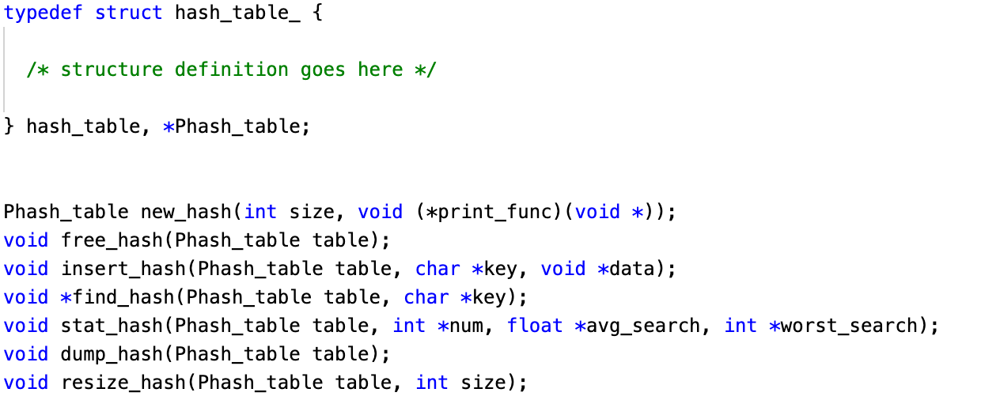 typedef struct hash_table_ {
/* structure definition goes here */
} hash_table, *Phash_table;
Phash_table new_hash(int size, void (*print_func)(void *));
void free_hash(Phash_table table);
void insert_hash(Phash_table table, char *key, void *data);
void *find_hash(Phash_table table, char *key);
void stat_hash(Phash_table table, int *num, float *avg_search, int *worst_search);
void dump_hash(Phash_table table);
void resize_hash(Phash_table table, int size);